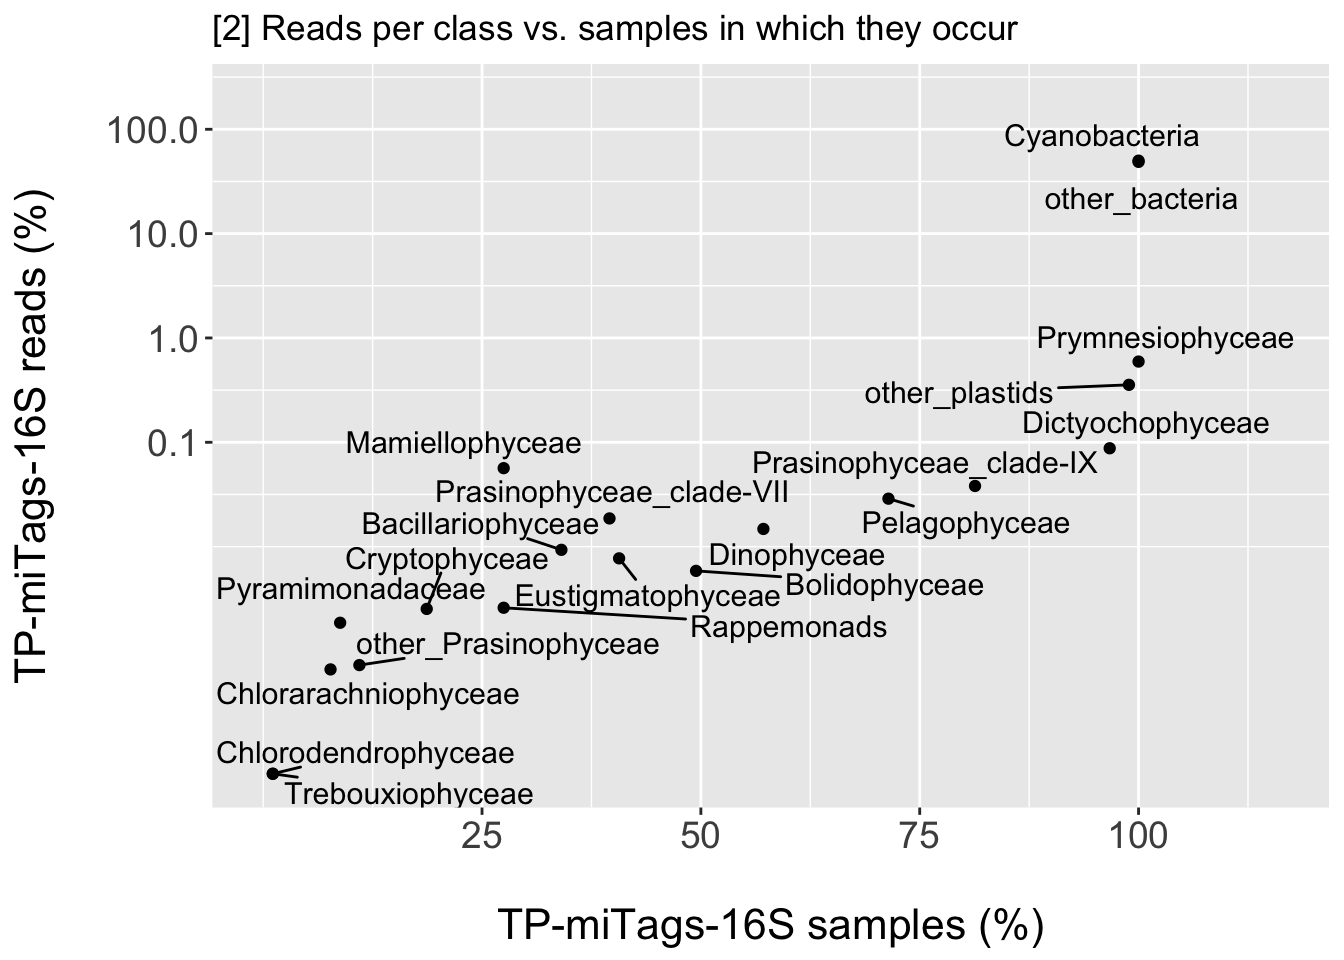 [2] Reads per class vs. samples in which they occur
TP-miTags-16S reads (%)
100.0
10.0
1.0
0.1
Cyanobacteria
other_bacteria
Prymnesiophyceae
other_plastids
Dictyochophyceae
Mamiellophyceae
Prasinophyceae_clade-IX
Prasinophyceae_clade-VII
Bacillariophyceae
Pelagophyceae
Cryptophyceae
Dinophyceae
Pyramimonadaceae
Eustigmatophyceae
Bolidophyceae
Rappemonads
other_Prasinophyceae
Chlorarachniophyceae
Chlorodendrophyceae
Trebouxiophyceae
25 50 75 100
TP-miTags-16S samples (%)